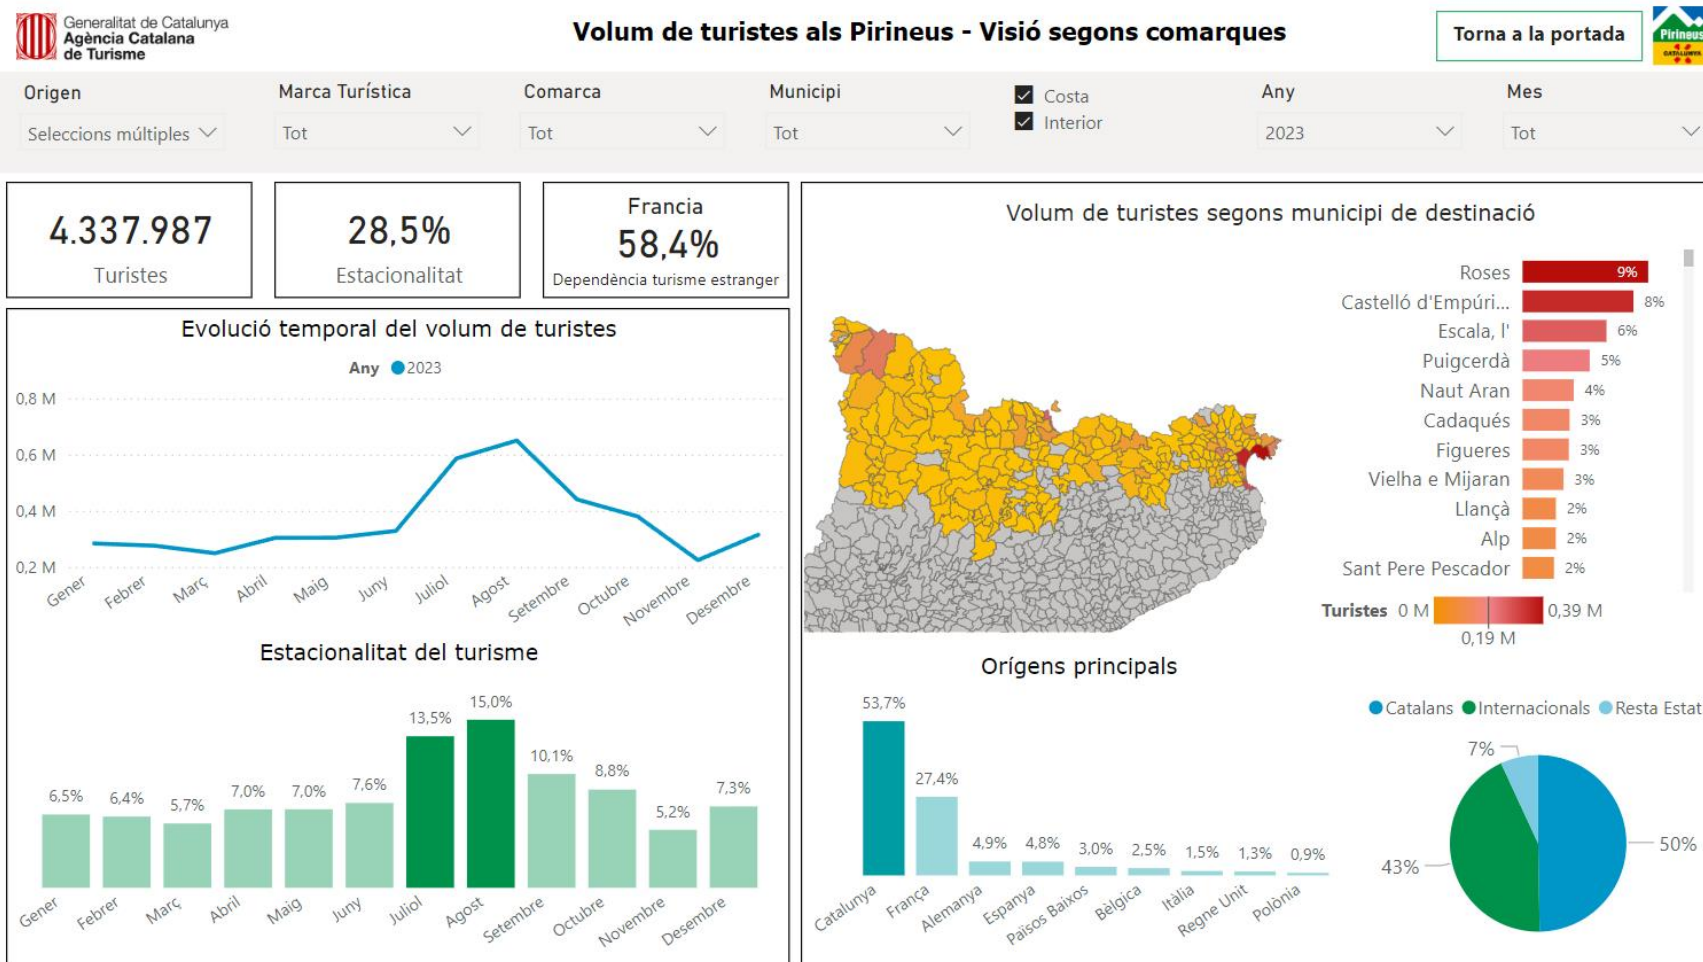 Generalitat de Catalunya
Agència Catalana
de Turisme
Volum de turistes als Pirineus - Visió segons comarques
Torna a la portada
Pirineus
CATALUNYA
Origen
Seleccions múltiples
Marca Turística
Tot
Comarca
Tot
Municipi
Tot
Costa
Interior
Any
2023
Mes
Tot
4.337.987
Turistes
28,5%
Estacionalitat
Francia
58,4%
Dependència turisme estranger
Evolució temporal del volum de turistes
Any 2023
0,8 M
0,6 M
0,4 M
0,2 M
Gener
Febrer
Març
Abril
Maig
Juny
Juliol
Agost
Setembre
Octubre
Novembre
Desembre
Estacionalitat del turisme
6,5%
6,4%
5,7%
7,0%
7,0%
7,6%
13,5%
15,0%
10,1%
8,8%
5,2%
7,3%
Gener
Febrer
Març
Abril
Maig
Juny
Juliol
Agost
Setembre
Octubre
Novembre
Desembre
Volum de turistes segons municipi de destinació
Roses 9%
Castelló d'Empúri... 8%
Escala, l' 6%
Puigcerdà 5%
Naut Aran 4%
Cadaqués 3%
Figueres 3%
Vielha e Mijaran 3%
Llançà 2%
Alp 2%
Sant Pere Pescador 2%
Turistes 0 M 0,39 M
0,19 M
Orígens principals
53,7%
27,4%
4,9%
4,8%
3,0%
2,5%
1,5%
1,3%
0,9%
Catalunya
França
Alemanya
Espanya
Països Baixos
Bèlgica
Itàlia
Regne Unit
Polònia
Catalans Internacionals Resta Estat
7%
50%
43%